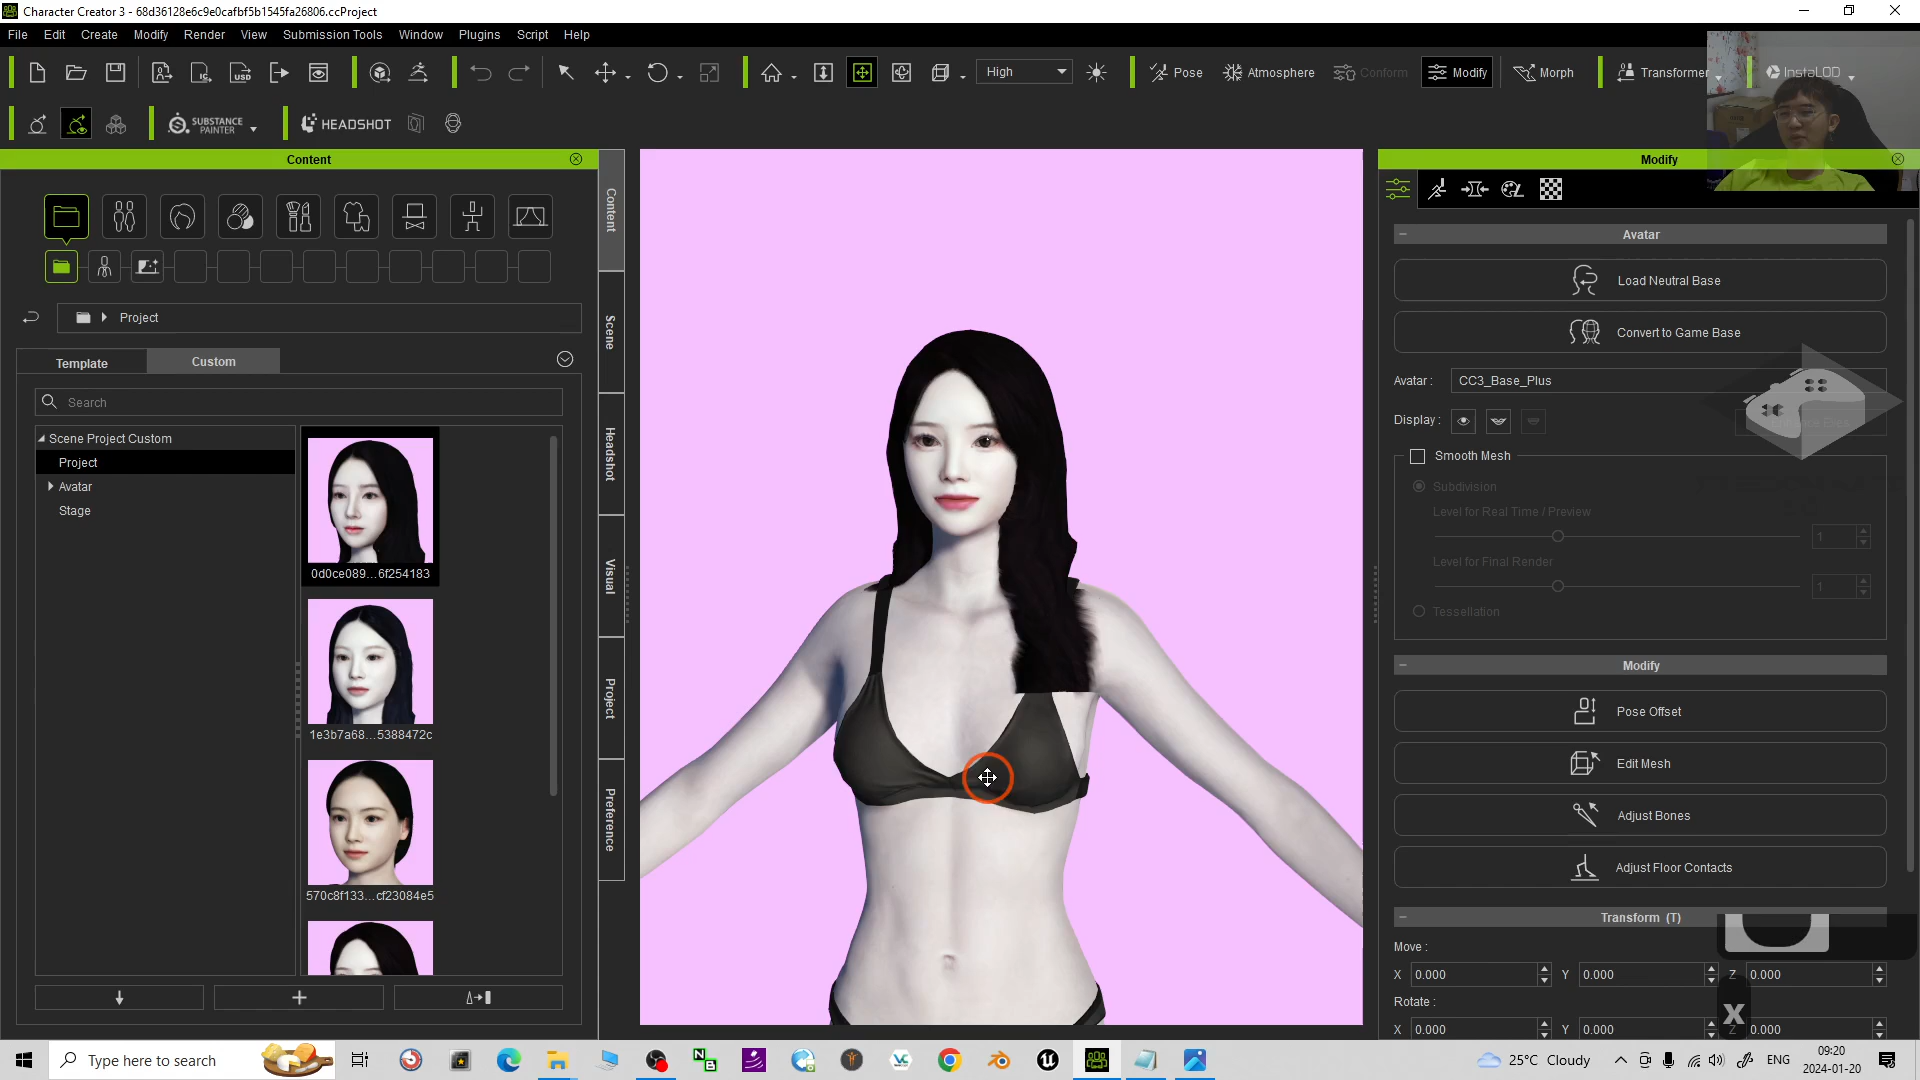 Character Creator 3 - 68d36128e6c9e0cafbf5b1545fa26806.ccProject
File Edit Create Modify Render View Submission Tools Window Plugins Script Help
High Pose Atmosphere Conform Modify Morph Transformer InstaLOD
SUBSTANCE PAINTER HEADSHOT
Content
Modify
Project
Template Custom
Search
Scene Project Custom
Project
Avatar
Stage
0d0ce089...6f254183
1e3b7a68...5388472c
570c8f133...cf23084e5
Content
Scene
Headshot
Visual
Project
Preference
Avatar
Load Neutral Base
Convert to Game Base
Avatar : CC3_Base_Plus
Display :
Smooth Mesh
Subdivision
Level for Real Time / Preview
1
Level for Final Render
1
Tessellation
Modify
Pose Offset
Edit Mesh
Adjust Bones
Adjust Floor Contacts
Transform (T)
Move :
X 0.000 Y 0.000 Z 0.000
Rotate :
X 0.000 Y 0.000 Z 0.000
X
Type here to search
25°C Cloudy ENG 09:20
2024-01-20